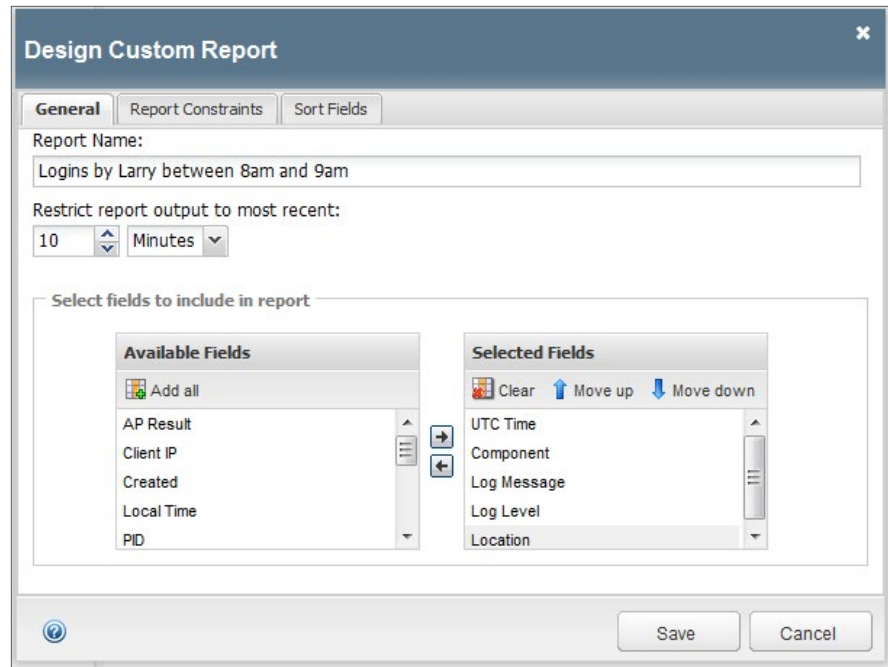 Design Custom Report
General Report Constraints Sort Fields
Report Name:
Logins by Larry between 8am and 9am
Restrict report output to most recent:
10 Minutes
Select fields to include in report
Available Fields
Add all
AP Result
Client IP
Created
Local Time
PID
Selected Fields
Clear Move up Move down
UTC Time
Component
Log Message
Log Level
Location
Save Cancel